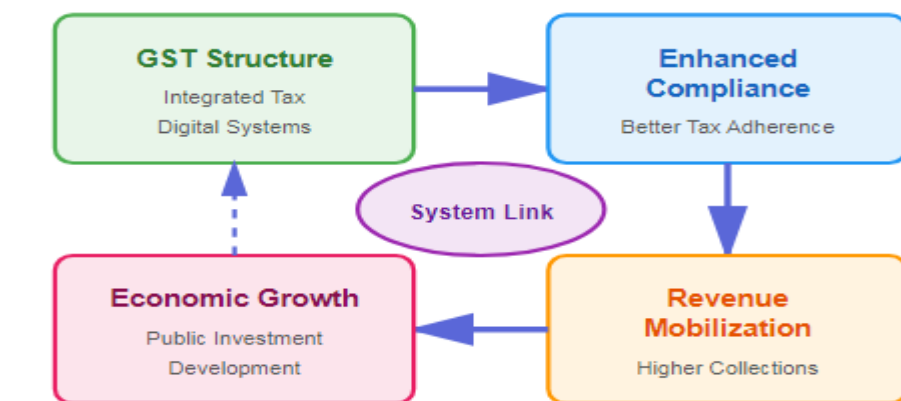 GST Structure
Integrated Tax
Digital Systems
Enhanced
Compliance
Better Tax Adherence
System Link
Economic Growth
Public Investment
Development
Revenue
Mobilization
Higher Collections